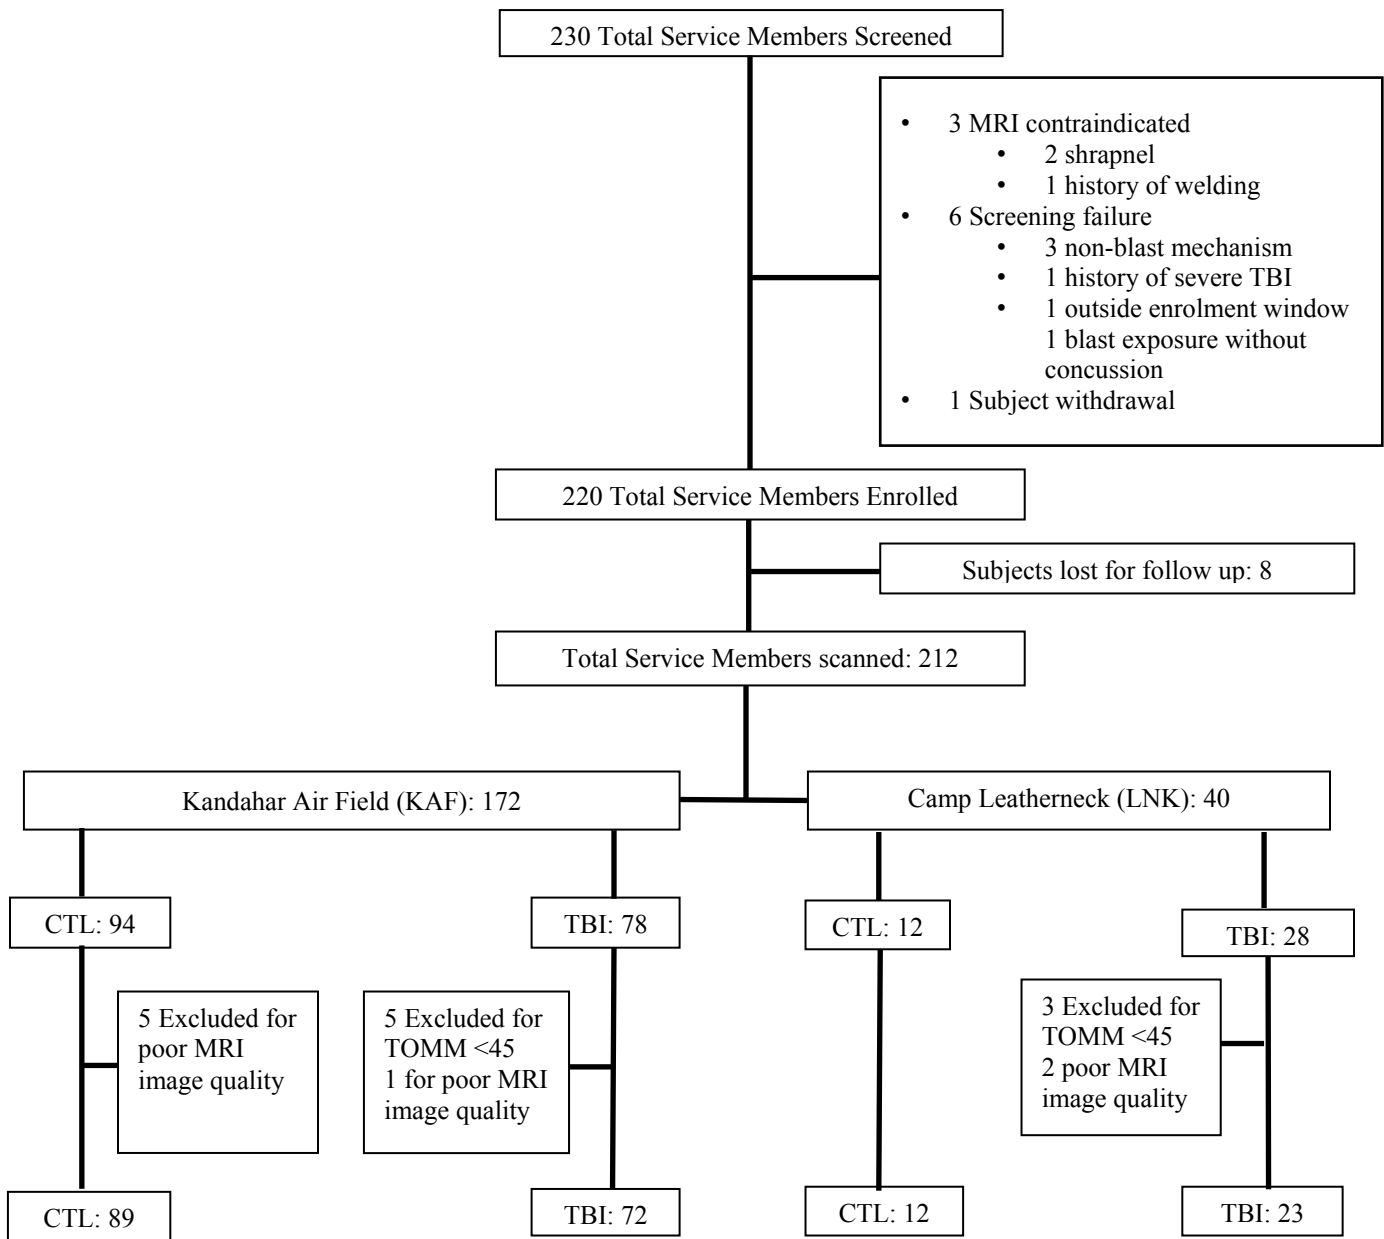 230 Total Service Members Screened
• 3 MRI contraindicated
• 2 shrapnel
• 1 history of welding
• 6 Screening failure
• 3 non-blast mechanism
• 1 history of severe TBI
• 1 outside enrolment window
1 blast exposure without
concussion
• 1 Subject withdrawal
220 Total Service Members Enrolled
Subjects lost for follow up: 8
Total Service Members scanned: 212
Kandahar Air Field (KAF): 172
Camp Leatherneck (LNK): 40
CTL: 94
TBI: 78
CTL: 12
TBI: 28
5 Excluded for
poor MRI
image quality
5 Excluded for
TOMM <45
1 for poor MRI
image quality
3 Excluded for
TOMM <45
2 poor MRI
image quality
CTL: 89
TBI: 72
CTL: 12
TBI: 23